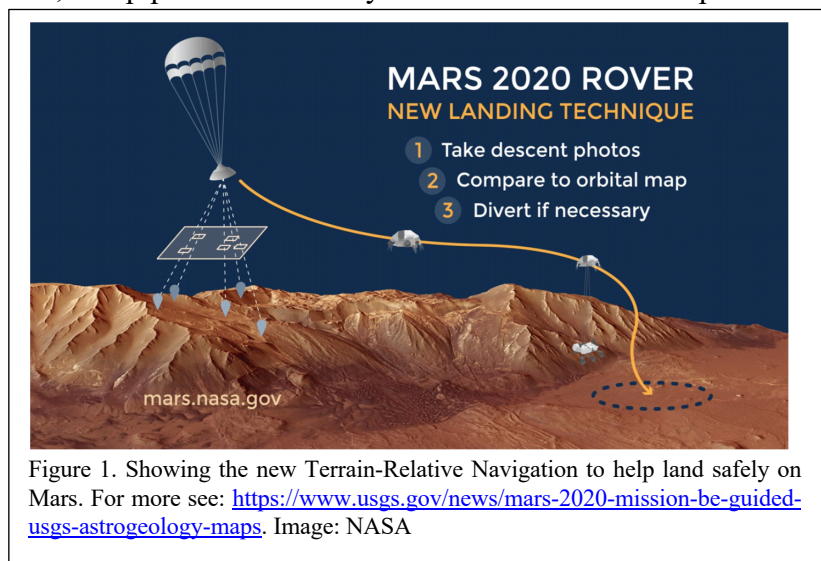 MARS 2020 ROVER
NEW LANDING TECHNIQUE
1 Take descent photos
2 Compare to orbital map
3 Divert if necessary
mars.nasa.gov
Figure 1. Showing the new Terrain-Relative Navigation to help land safely on
Mars. For more see: https://www.usgs.gov/news/mars-2020-mission-be-guided-
usgs-astrogeology-maps. Image: NASA